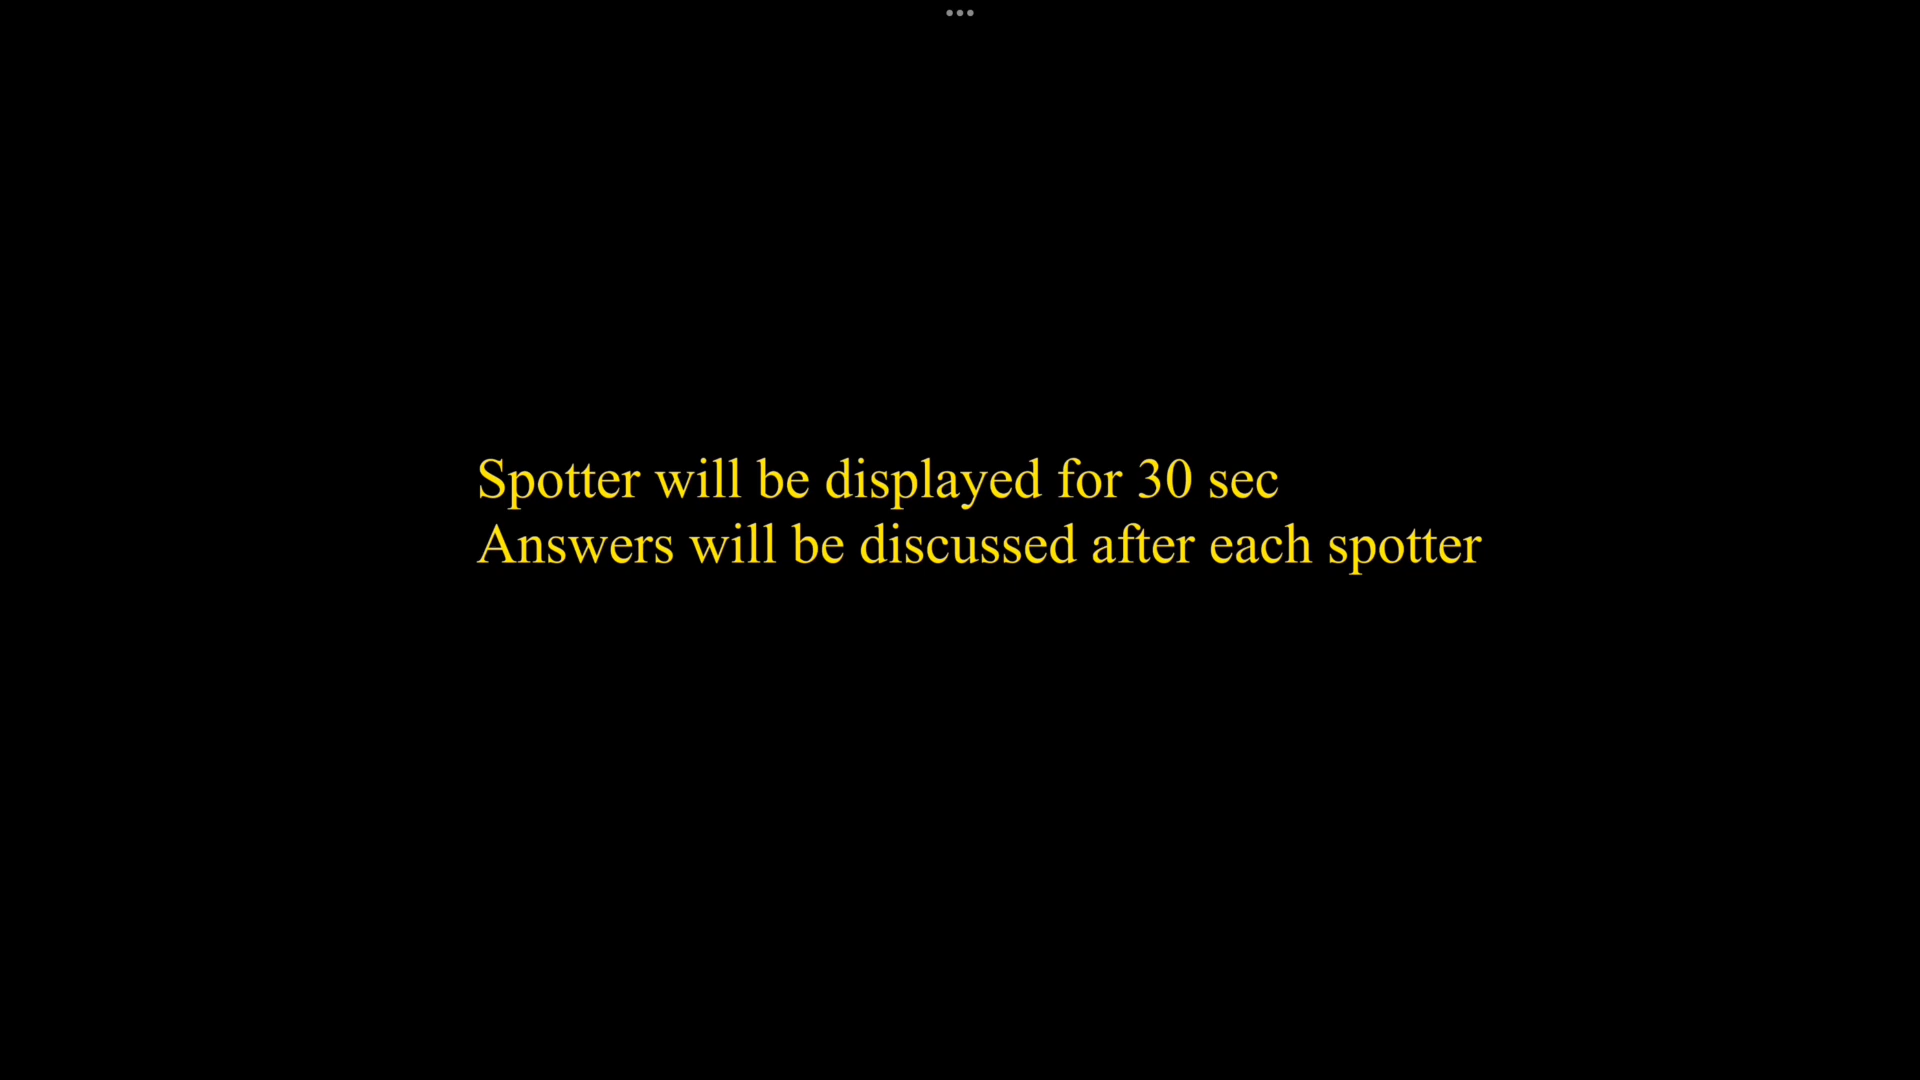 Spotter will be displayed for 30 sec
Answers will be discussed after each spotter